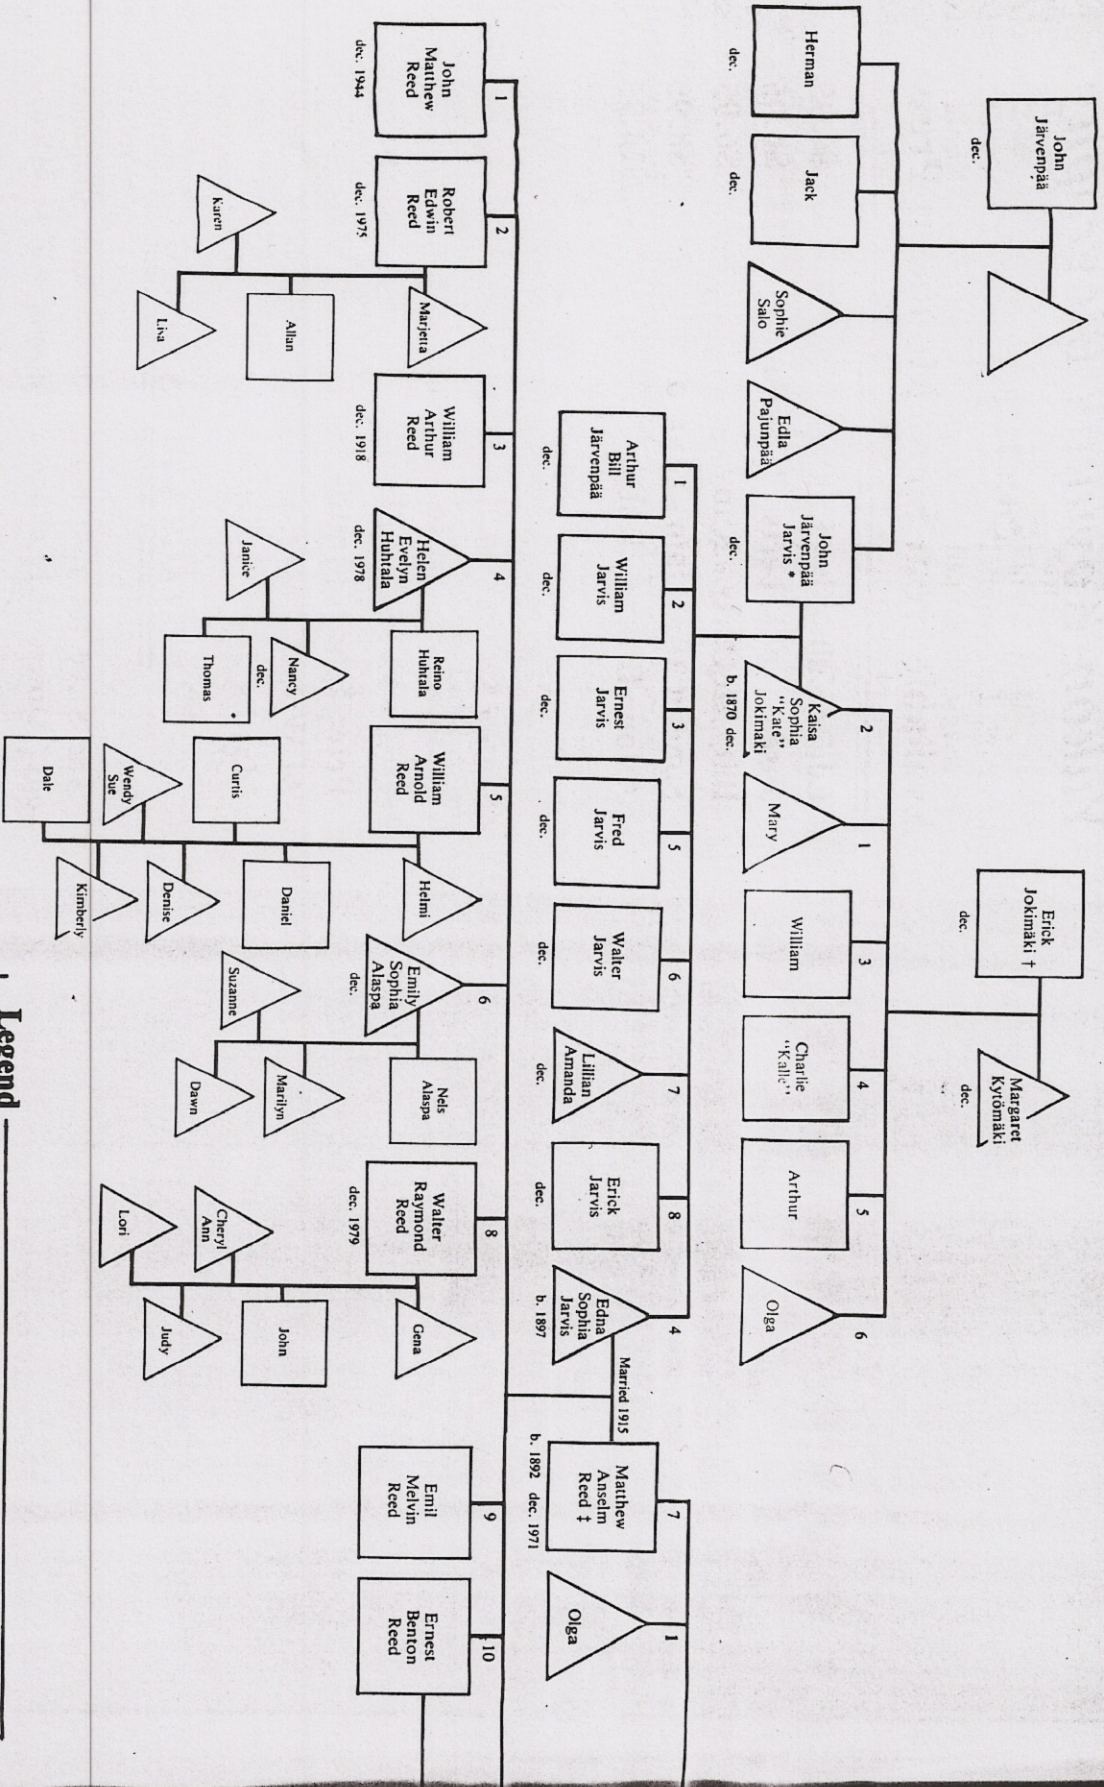 John
Järvenpää
dec.
Erick
Jokimäki †
dec.
Margaret
Kytömäki
dec.
Herman
dec.
Jack
dec.
Sophie
Salo
Edla
Pajunpää
John
Järvenpää
Jarvis *
dec.
2
Kaisa
Sophia
"Kate"
Jokimaki
b. 1870 dec.
1
Mary
3
William
4
Charlie
"Kalle"
5
Arthur
6
Olga
1
Arthur
Bill
Järvenpää
dec.
2
William
Jarvis
dec.
3
Ernest
Jarvis
dec.
5
Fred
Jarvis
dec.
6
Walter
Jarvis
dec.
7
Lillian
Amanda
dec.
8
Erick
Jarvis
dec.
4
Edna
Sophia
Jarvis
b. 1897
Married 1915
7
Matthew
Anselm
Reed ‡
b. 1892 dec. 1971
1
Olga
1
John
Matthew
Reed
dec. 1944
2
Robert
Edwin
Reed
dec. 1975
Marjetta
Allan
Karen
Lisa
3
William
Arthur
Reed
dec. 1918
4
Helen
Evelyn
Huhtala
dec. 1978
Reino
Huhtala
Nancy
dec.
Janice
Thomas
5
William
Arnold
Reed
Helmi
Daniel
Curtis
Denise
Wendy
Sue
Kimberly
Dale
6
Emily
Sophia
Alaspa
dec.
Nels
Alaspa
Marilyn
Suzanne
Dawn
8
Walter
Raymond
Reed
dec. 1979
Gena
John
Cheryl
Ann
Judy
Lori
9
Emil
Melvin
Reed
10
Ernest
Benton
Reed
Legend